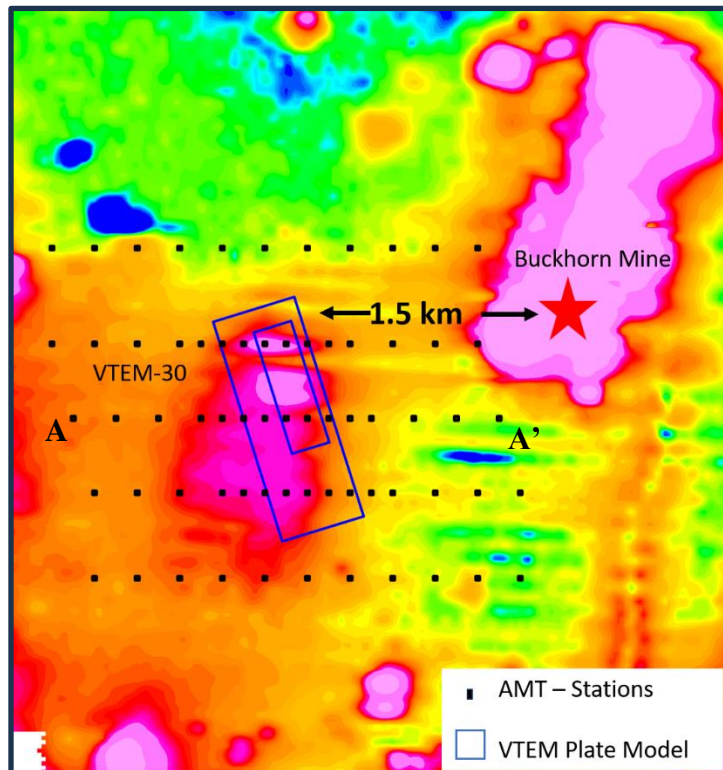 Buckhorn Mine
1.5 km
VTEM-30
A
A’
AMT – Stations
VTEM Plate Model